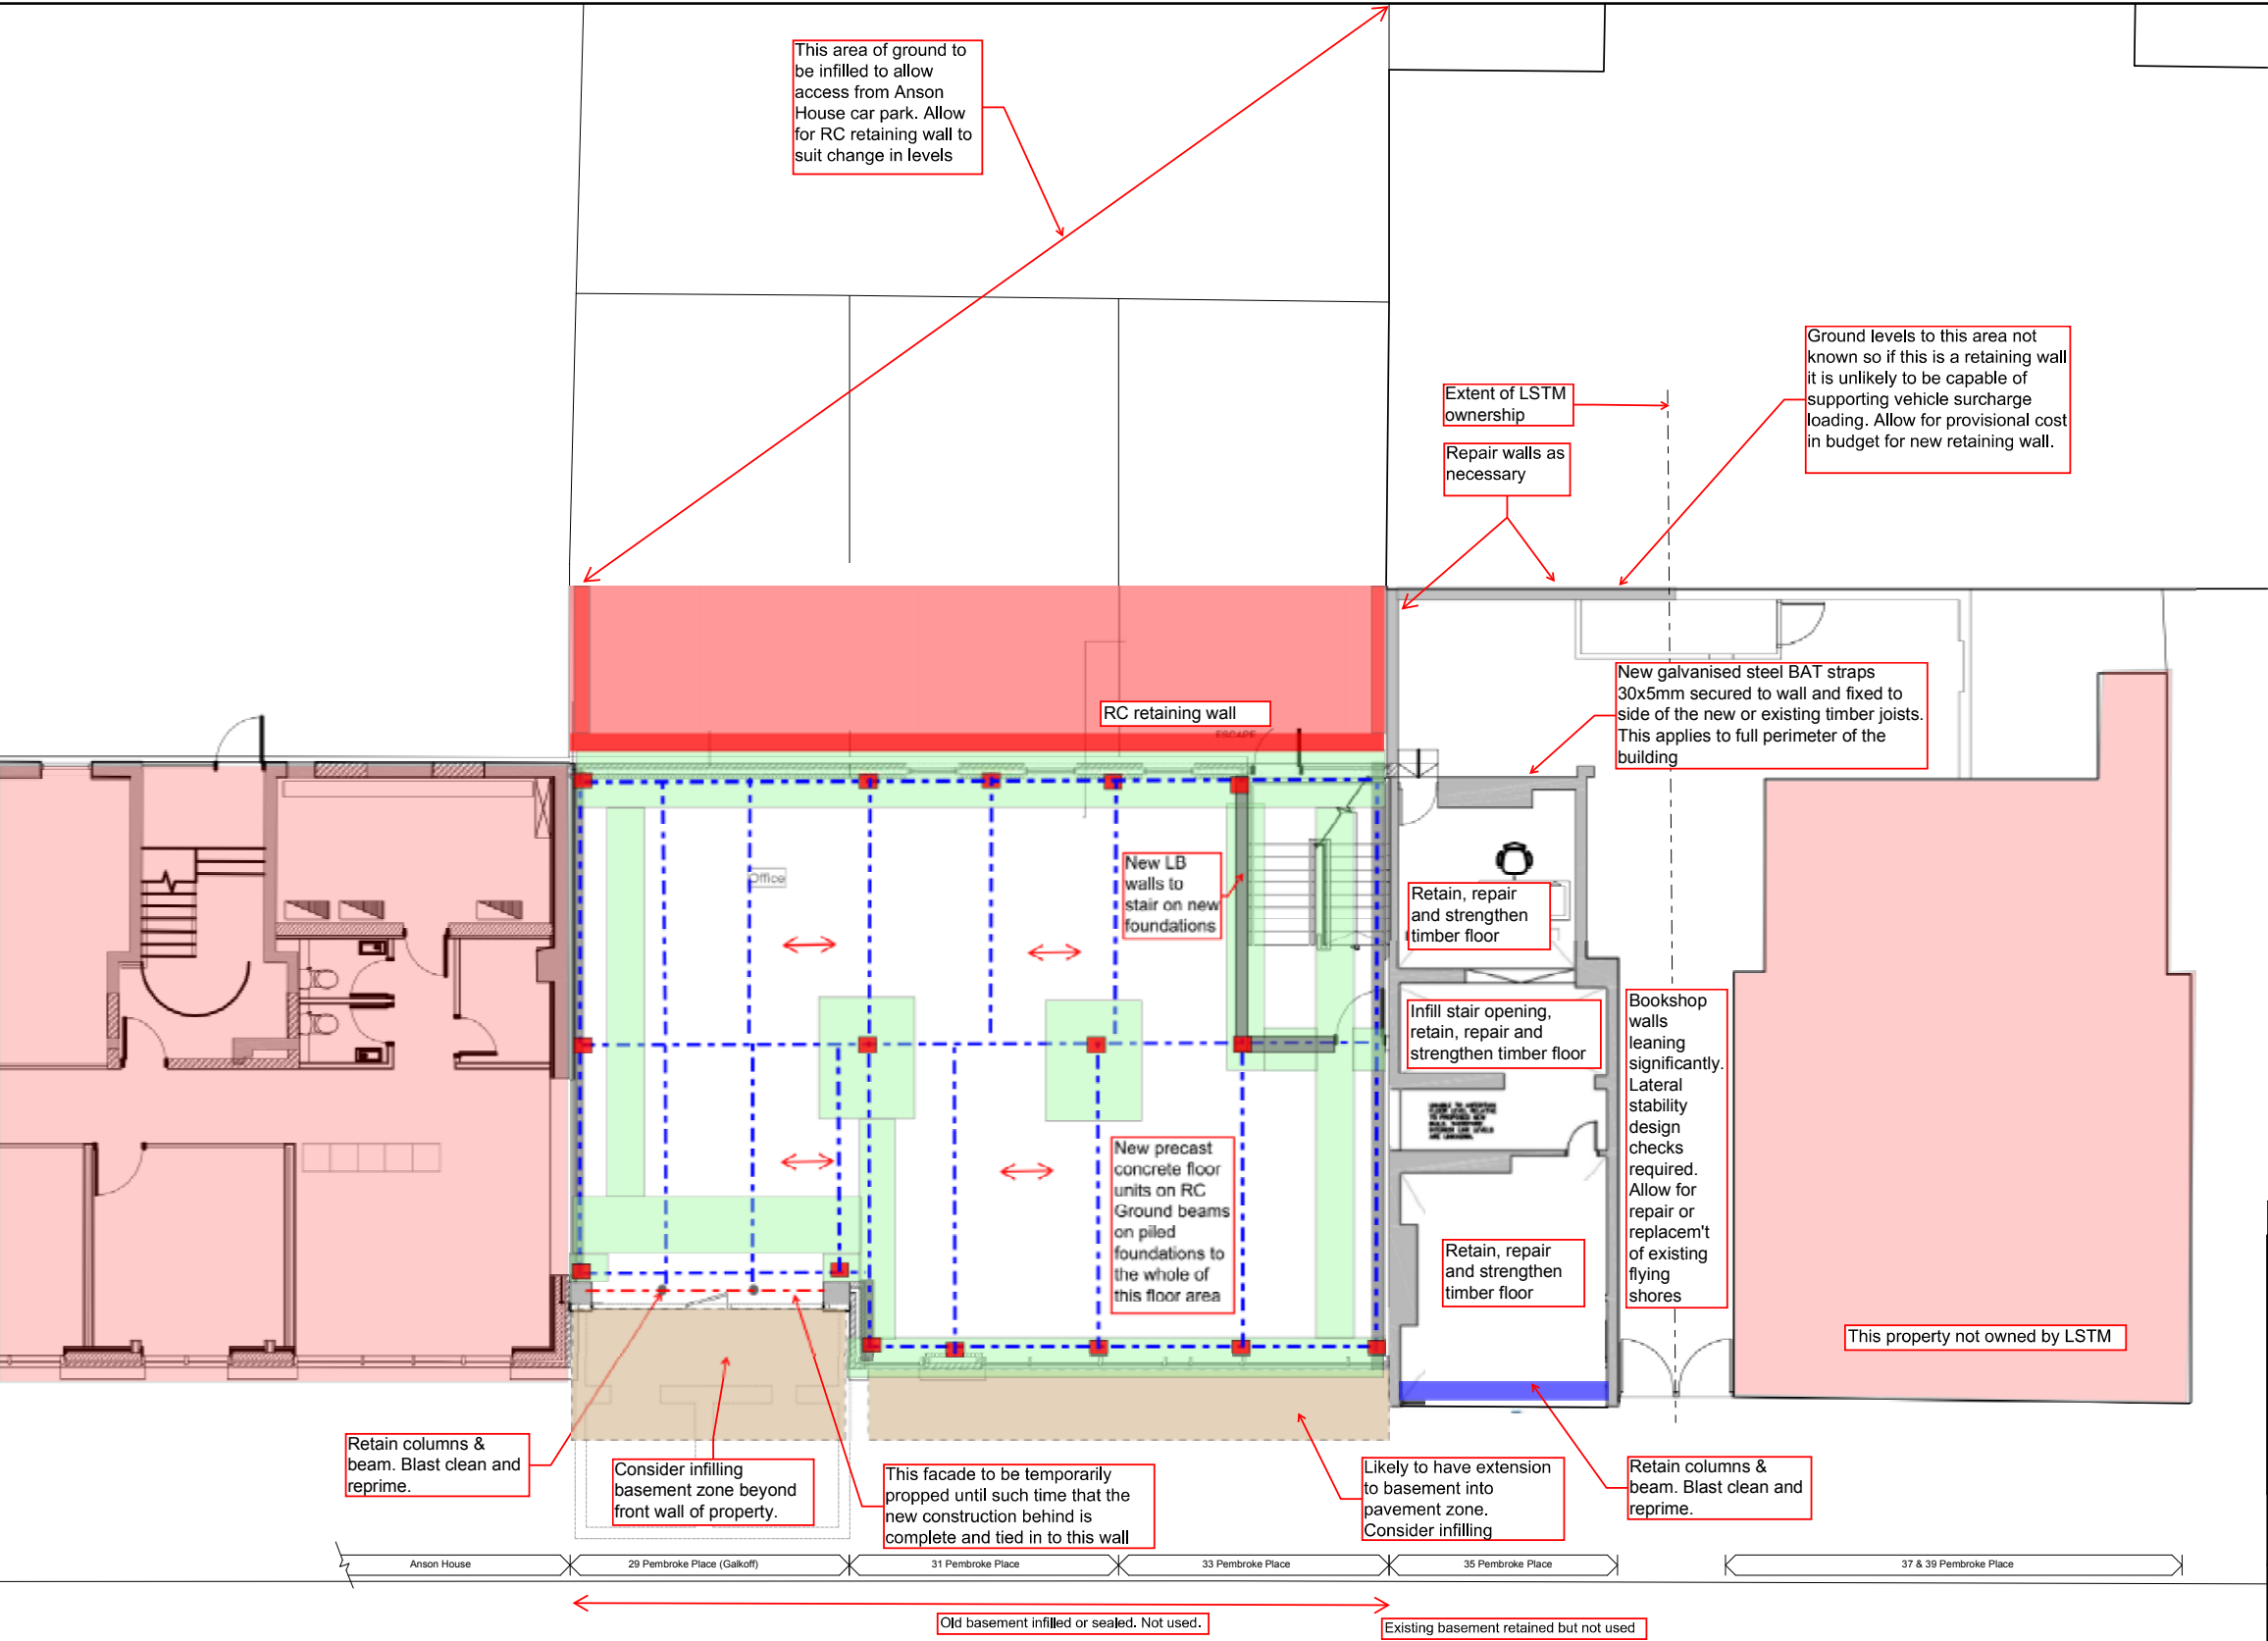 This area of ground to
be infilled to allow
access from Anson
House car park. Allow
for RC retaining wall to
suit change in levels
Ground levels to this area not
known so if this is a retaining wall
it is unlikely to be capable of
supporting vehicle surcharge
loading. Allow for provisional cost
in budget for new retaining wall.
Extent of LSTM
ownership
Repair walls as
necessary
New galvanised steel BAT straps
30x5mm secured to wall and fixed to
side of the new or existing timber joists.
This applies to full perimeter of the
building
RC retaining wall
ESCAPE
Office
New LB
walls to
stair on new
foundations
Retain, repair
and strengthen
timber floor
Infill stair opening,
retain, repair and
strengthen timber floor
Bookshop
walls
leaning
significantly.
Lateral
stability
design
checks
required.
Allow for
repair or
replacem't
of existing
flying
shores
UNABLE TO ASCERTAIN
FLOOR LEVEL RELATIVE
TO PROPOSED NEW
ARE UNKNOWN.
New precast
concrete floor
units on RC
Ground beams
on piled
foundations to
the whole of
this floor area
Retain, repair
and strengthen
timber floor
This property not owned by LSTM
Retain columns &
beam. Blast clean and
reprime.
Consider infilling
basement zone beyond
front wall of property.
This facade to be temporarily
propped until such time that the
new construction behind is
complete and tied in to this wall
Likely to have extension
to basement into
pavement zone.
Consider infilling
Retain columns &
beam. Blast clean and
reprime.
Anson House
29 Pembroke Place (Galkoff)
31 Pembroke Place
33 Pembroke Place
35 Pembroke Place
37 & 39 Pembroke Place
Old basement infilled or sealed. Not used.
Existing basement retained but not used